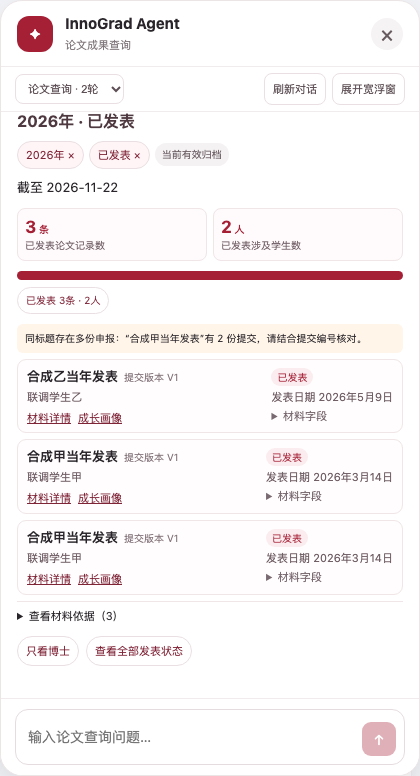 InnoGrad Agent
论文成果查询
论文查询 · 2轮
刷新对话
展开宽浮窗
2026年 · 已发表
2026年 ×
已发表 ×
当前有效归档
截至 2026-11-22
3 条
已发表论文记录数
2 人
已发表涉及学生数
已发表 3条 · 2人
同标题存在多份申报：“合成甲当年发表”有 2 份提交，请结合提交编号核对。
合成乙当年发表 提交版本 V1
已发表
联调学生乙
发表日期 2026年5月9日
材料详情 成长画像
▶ 材料字段
合成甲当年发表 提交版本 V1
已发表
联调学生甲
发表日期 2026年3月14日
材料详情 成长画像
▶ 材料字段
合成甲当年发表 提交版本 V1
已发表
联调学生甲
发表日期 2026年3月14日
材料详情 成长画像
▶ 材料字段
▶ 查看材料依据（3）
只看博士
查看全部发表状态
输入论文查询问题...